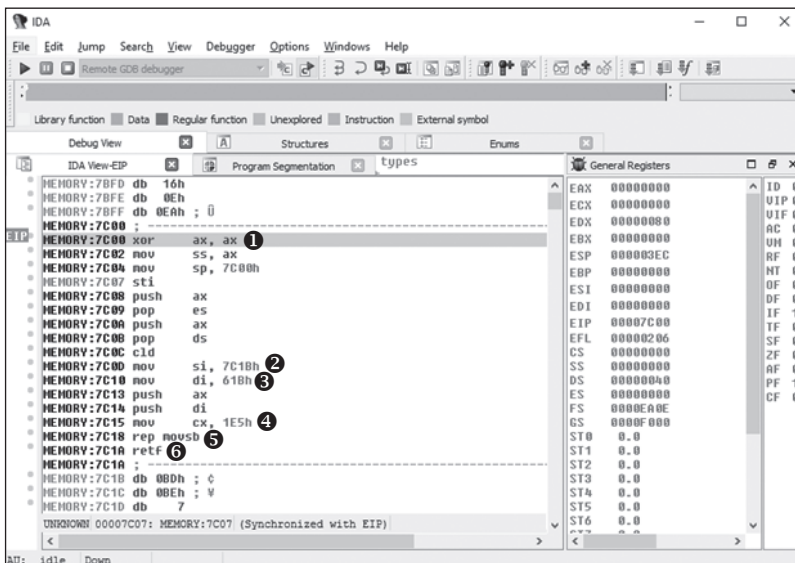 IDA
File Edit Jump Search View Debugger Options Windows Help
Remote GDB debugger
Library function Data Regular function Unexplored Instruction External symbol
Debug View Structures Enums
IDA View-EIP Program Segmentation types
MEMORY:7BFD db 16h
MEMORY:7BFE db 0Eh
MEMORY:7BFF db 0EAh ; Û
MEMORY:7C00 ; ---------------------------------------------------------
EIP MEMORY:7C00 xor ax, ax ❶
MEMORY:7C02 mov ss, ax
MEMORY:7C04 mov sp, 7C00h
MEMORY:7C07 sti
MEMORY:7C08 push ax
MEMORY:7C09 pop es
MEMORY:7C0A push ax
MEMORY:7C0B pop ds
MEMORY:7C0C cld
MEMORY:7C0D mov si, 7C1Bh ❷
MEMORY:7C10 mov di, 61Bh ❸
MEMORY:7C13 push ax
MEMORY:7C14 push di
MEMORY:7C15 mov cx, 1E5h ❹
MEMORY:7C18 rep movsb ❺
MEMORY:7C1A retf ❻
MEMORY:7C1A ; ---------------------------------------------------------
MEMORY:7C1B db 0BDh ; ¢
MEMORY:7C1C db 0BEh ; ¥
MEMORY:7C1D db 7
UNKNOWN 00007C07: MEMORY:7C07 (Synchronized with EIP)
General Registers
EAX 00000000
ECX 00000000
EDX 00000080
EBX 00000000
ESP 000003EC
EBP 00000000
ESI 00000000
EDI 00000000
EIP 00007C00
EFL 00000206
CS 00000000
SS 00000000
DS 00000040
ES 00000000
FS 0000EA0E
GS 0000F000
ST0 0.0
ST1 0.0
ST2 0.0
ST3 0.0
ST4 0.0
ST5 0.0
ST6 0.0
ID
VIP
VIF
AC
VM
RF
NT
OF
DF
IF
TF
SF
ZF
AF
PF
CF
AU: idle Down